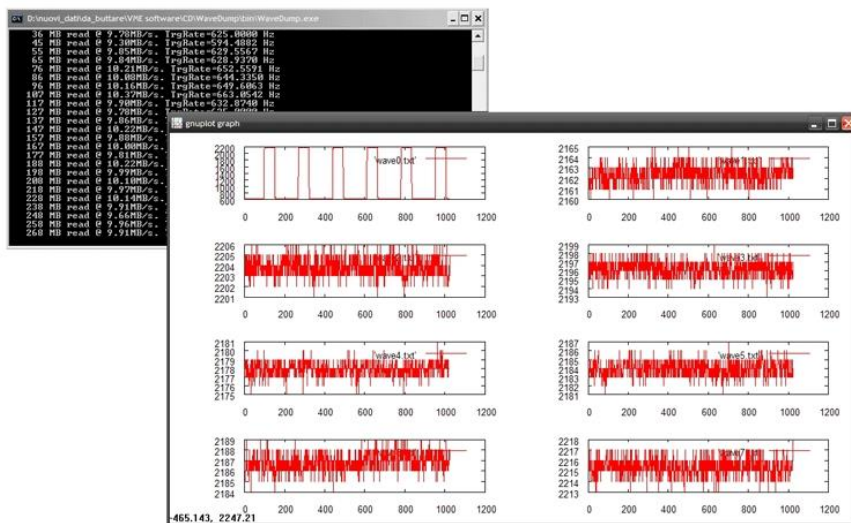 D:\nuovi_dati\da_buttare\VME software\CD\WaveDump\bin\WaveDump.exe
36 MB read @ 9.78MB/s. TrgRate=625.0000 Hz
45 MB read @ 9.30MB/s. TrgRate=594.4882 Hz
55 MB read @ 9.85MB/s. TrgRate=629.5567 Hz
65 MB read @ 9.84MB/s. TrgRate=628.9370 Hz
76 MB read @ 10.21MB/s. TrgRate=652.5591 Hz
86 MB read @ 10.08MB/s. TrgRate=644.3350 Hz
96 MB read @ 10.16MB/s. TrgRate=649.6063 Hz
107 MB read @ 10.37MB/s. TrgRate=663.0542 Hz
117 MB read @ 9.90MB/s. TrgRate=632.8740 Hz
127 MB read @ 9.78MB/s.
137 MB read @ 9.86MB/s.
147 MB read @ 10.22MB/s.
157 MB read @ 9.88MB/s.
167 MB read @ 10.00MB/s.
177 MB read @ 9.81MB/s.
188 MB read @ 10.22MB/s.
198 MB read @ 9.99MB/s.
208 MB read @ 10.10MB/s.
218 MB read @ 9.97MB/s.
228 MB read @ 10.14MB/s.
238 MB read @ 9.91MB/s.
248 MB read @ 9.66MB/s.
258 MB read @ 9.96MB/s.
268 MB read @ 9.91MB/s.
gnuplot graph
'wave0.txt'
2200
2000
1800
1600
1400
1200
1000
800
600
0 200 400 600 800 1000 1200
2165
2164
2163
2162
2161
2160
0 200 400 600 800 1000 1200
2206
2205
2204
2203
2202
2201
0 200 400 600 800 1000 1200
'wave3.txt'
2199
2198
2197
2196
2195
2194
2193
0 200 400 600 800 1000 1200
'wave4.txt'
2181
2180
2179
2178
2177
2176
2175
0 200 400 600 800 1000 1200
'wave5.txt'
2187
2186
2185
2184
2183
2182
2181
0 200 400 600 800 1000 1200
2189
2188
2187
2186
2185
2184
0 200 400 600 800 1000 1200
2218
2217
2216
2215
2214
2213
0 200 400 600 800 1000 1200
-465.143, 2247.21